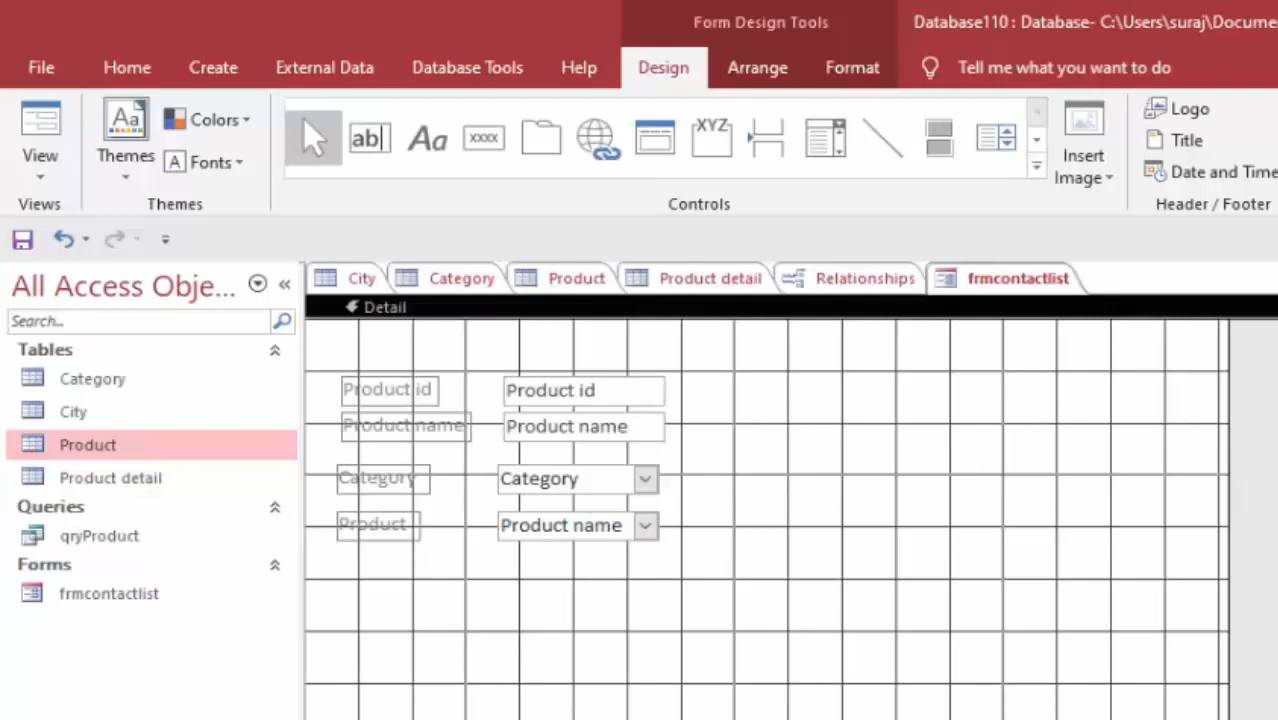 Form Design Tools
Database110 : Database- C:\Users\suraj\Docume
File Home Create External Data Database Tools Help Design Arrange Format Tell me what you want to do
View
Views
Aa
Themes
Colors
A Fonts
Themes
ab
Aa
XXXX
XYZ
Controls
Insert
Image
Logo
Title
Date and Time
Header / Footer
All Access Obje...
Search...
Tables
Category
City
Product
Product detail
Queries
qryProduct
Forms
frmcontactlist
City Category Product Product detail Relationships frmcontactlist
Detail
Product id Product id
Product name Product name
Category Category
Product Product name